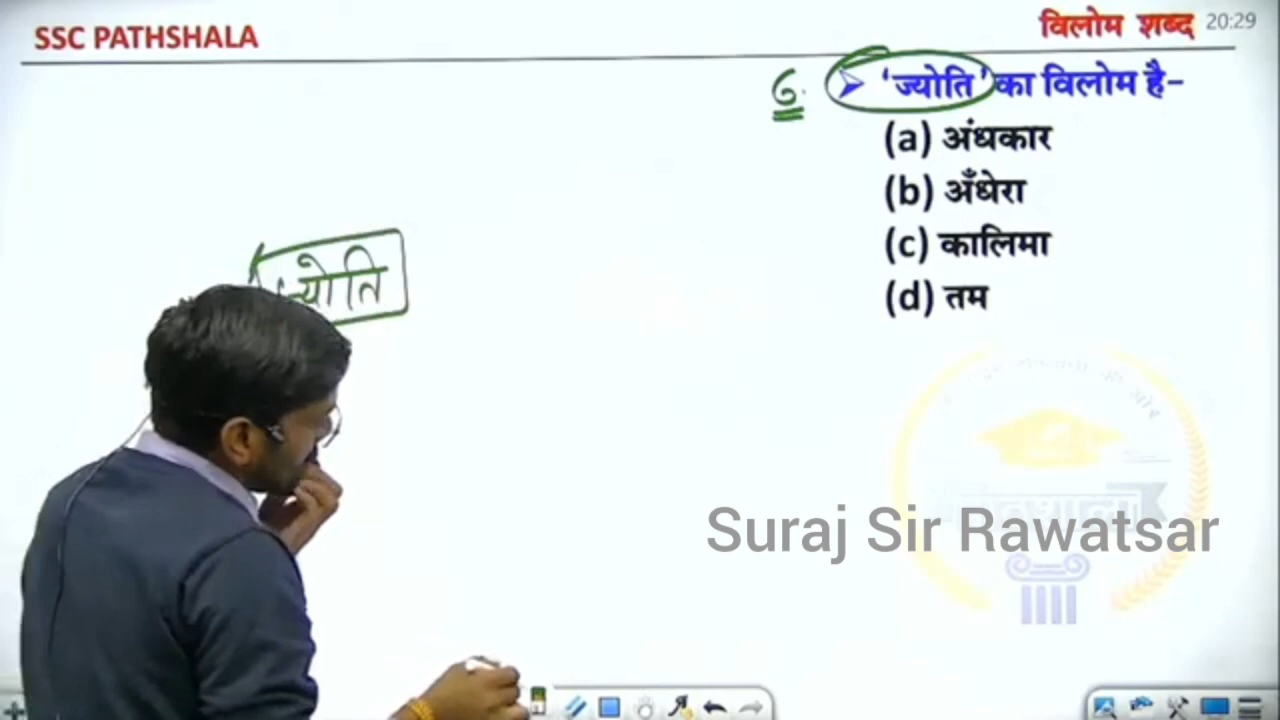 SSC PATHSHALA
विलोम शब्द 20:29
6. ➢ 'ज्योति' का विलोम है-
(a) अंधकार
(b) अँधेरा
(c) कालिमा
(d) तम
ज्योति
Suraj Sir Rawatsar